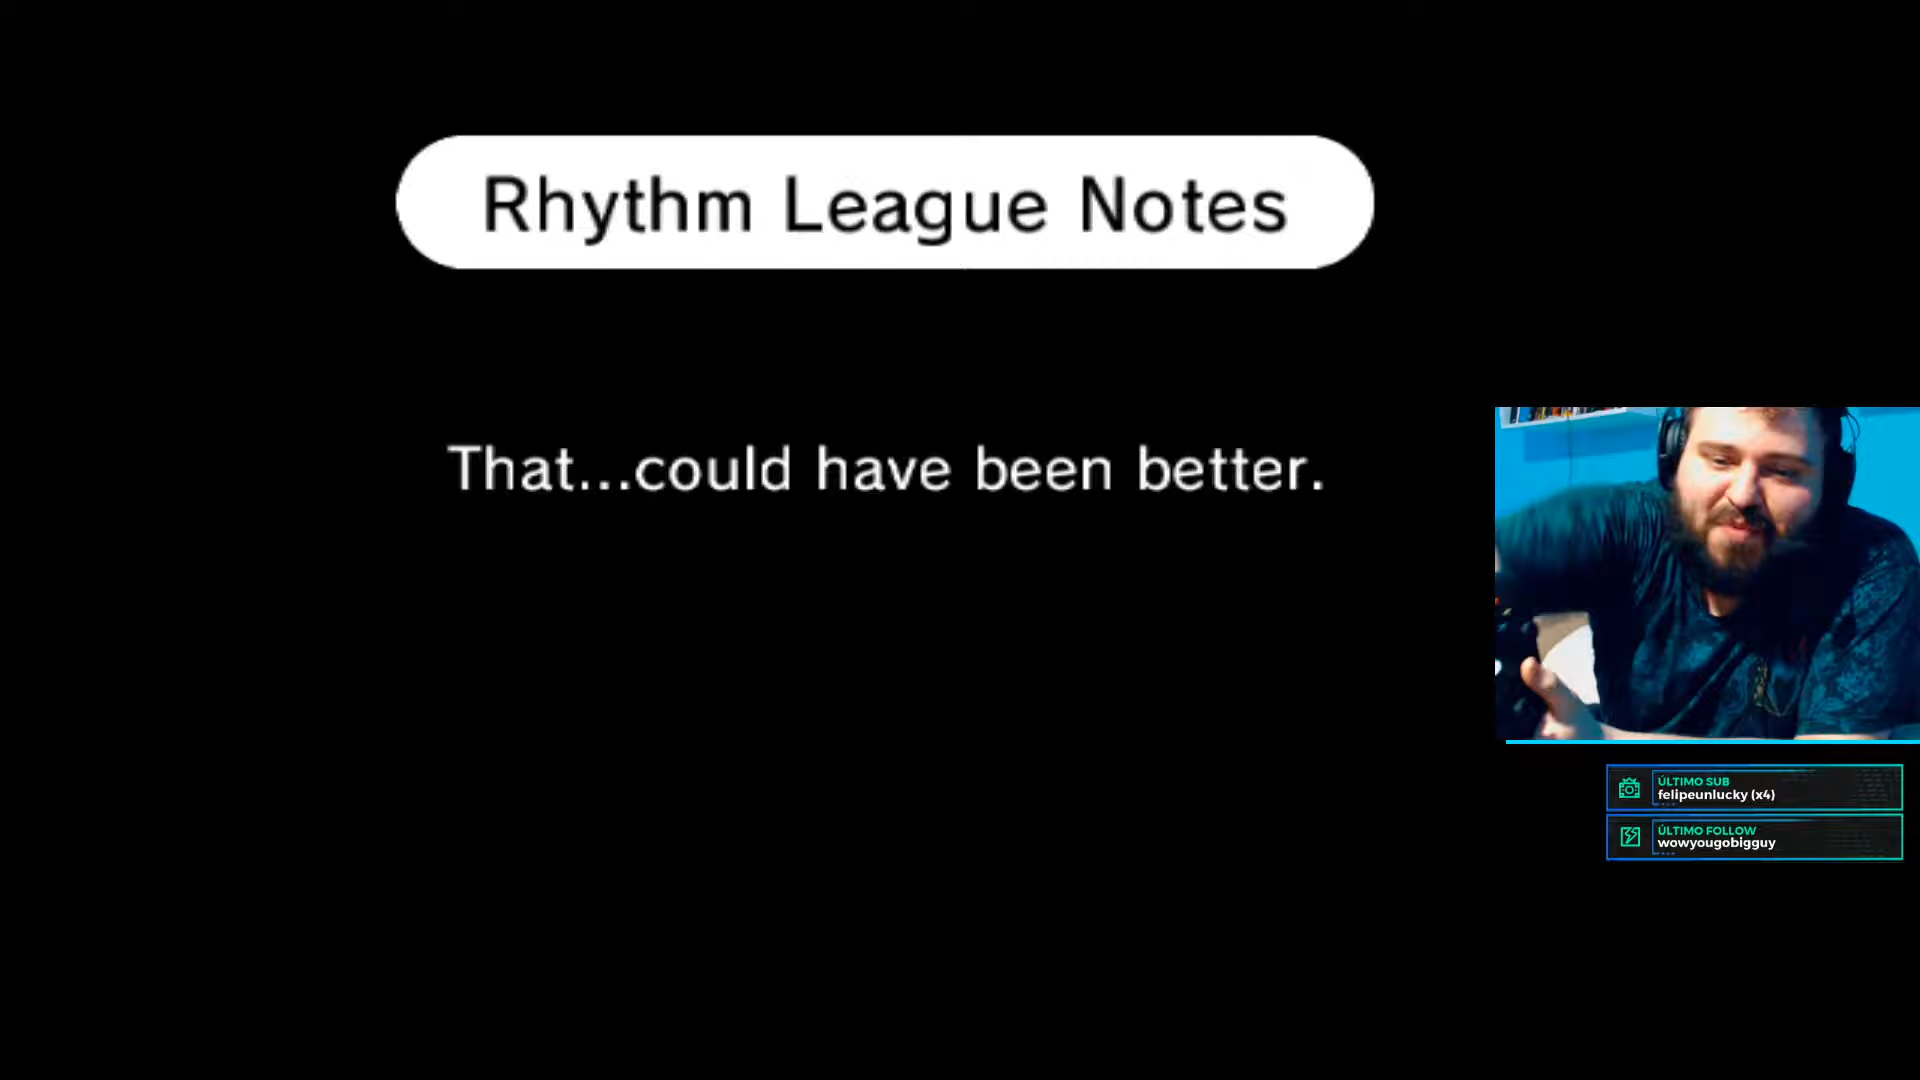 Rhythm League Notes
That...could have been better.
ÚLTIMO SUB
felipeunlucky (x4)
ÚLTIMO FOLLOW
wowyougobigguy